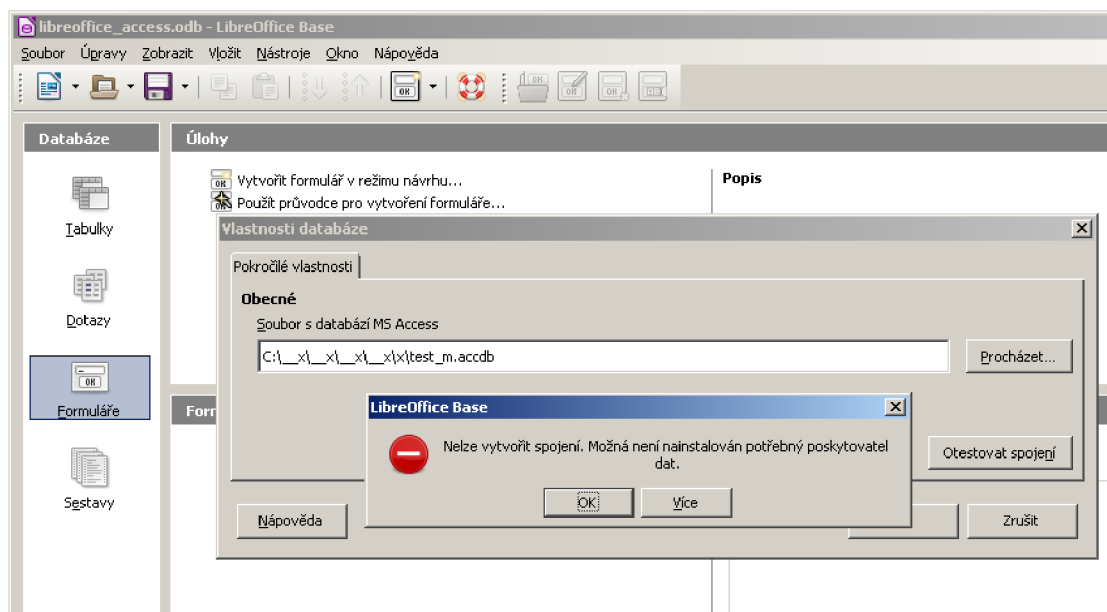 libreoffice_access.odb - LibreOffice Base
Soubor Úpravy Zobrazit Vložit Nástroje Okno Nápověda
Databáze
Úlohy
Vytvořit formulář v režimu návrhu...
Použít průvodce pro vytvoření formuláře...
Popis
Tabulky
Dotazy
Formuláře
Sestavy
Form
Vlastnosti databáze
Pokročilé vlastnosti
Obecné
Soubor s databází MS Access
C:\__x\__x\__x\__x\x\test_m.accdb
Procházet...
LibreOffice Base
Nelze vytvořit spojení. Možná není nainstalován potřebný poskytovatel
dat.
OK
Více
Otestovat spojení
Nápověda
Zrušit